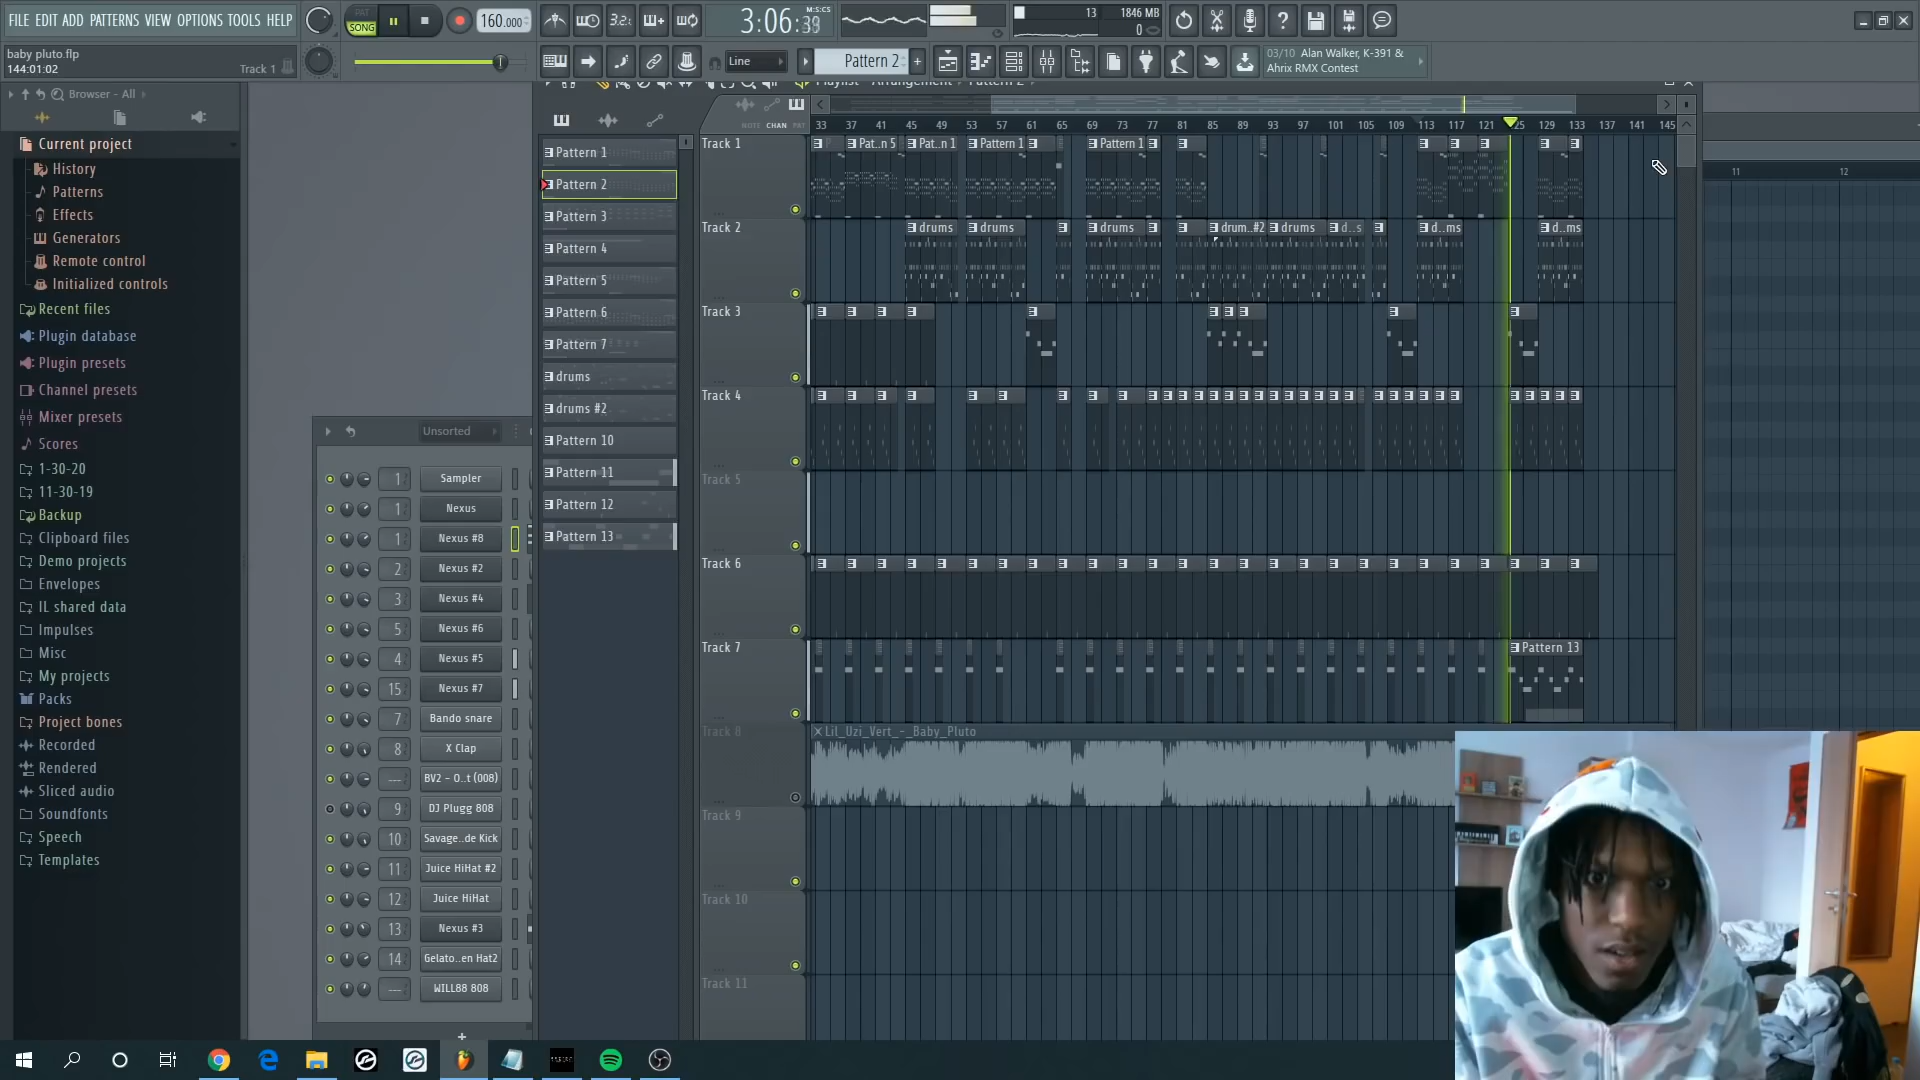 FILE EDIT ADD PATTERNS VIEW OPTIONS TOOLS HELP
PAT
SONG
160.000
3.2.
3:06:39
M:S:CS
13
1846 MB
0
baby pluto.flp
144:01:02
Track 1
Line
Pattern 2
03/10 Alan Walker, K-391 &
Ahrix RMX Contest
Browser - All
Playlist - Arrangement - Pattern 2
NOTE CHAN PAT
33 37 41 45 49 53 57 61 65 69 73 77 81 85 89 93 97 101 105 109 113 117 121 125 129 133 137 141 145
11 12
Current project
History
Patterns
Effects
Generators
Remote control
Initialized controls
Recent files
Plugin database
Plugin presets
Channel presets
Mixer presets
Scores
1-30-20
11-30-19
Backup
Clipboard files
Demo projects
Envelopes
IL shared data
Impulses
Misc
My projects
Packs
Project bones
Recorded
Rendered
Sliced audio
Soundfonts
Speech
Templates
Unsorted
1 Sampler
1 Nexus
1 Nexus #8
2 Nexus #2
3 Nexus #4
5 Nexus #6
4 Nexus #5
15 Nexus #7
7 Bando snare
8 X Clap
--- BV2 - O..t (008)
9 DJ Plugg 808
10 Savage..de Kick
11 Juice HiHat #2
12 Juice HiHat
13 Nexus #3
14 Gelato..en Hat2
--- WILL88 808
Pattern 1
Pattern 2
Pattern 3
Pattern 4
Pattern 5
Pattern 6
Pattern 7
drums
drums #2
Pattern 10
Pattern 11
Pattern 12
Pattern 13
Track 1
Pat..n 5 Pat..n 1 Pattern 1 Pattern 1
Track 2
drums drums drums drum..#2 drums d..s d..ms d..ms
Track 3
Track 4
Track 5
Track 6
Track 7
Pattern 13
Track 8
Lil_Uzi_Vert_-_Baby_Pluto
Track 9
Track 10
Track 11